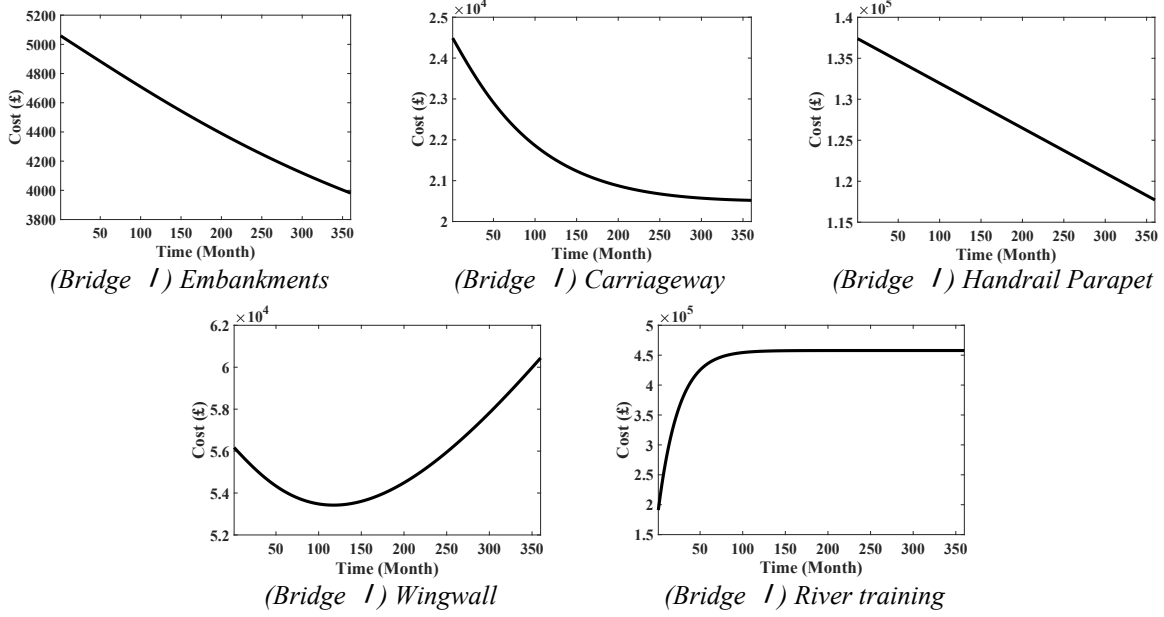 5200
5000
4800
4600
4400
4200
4000
3800
Cost (£)
50 100 150 200 250 300 350
Time (Month)
(Bridge I) Embankments
×10⁴
2.5
2.4
2.3
2.2
2.1
2
Cost (£)
50 100 150 200 250 300 350
Time (Month)
(Bridge I) Carriageway
×10⁵
1.4
1.35
1.3
1.25
1.2
1.15
Cost (£)
50 100 150 200 250 300 350
Time (Month)
(Bridge I) Handrail Parapet
×10⁴
6.2
6
5.8
5.6
5.4
5.2
Cost (£)
50 100 150 200 250 300 350
Time (Month)
(Bridge I) Wingwall
×10⁵
5
4.5
4
3.5
3
2.5
2
1.5
Cost (£)
50 100 150 200 250 300 350
Time (Month)
(Bridge I) River training